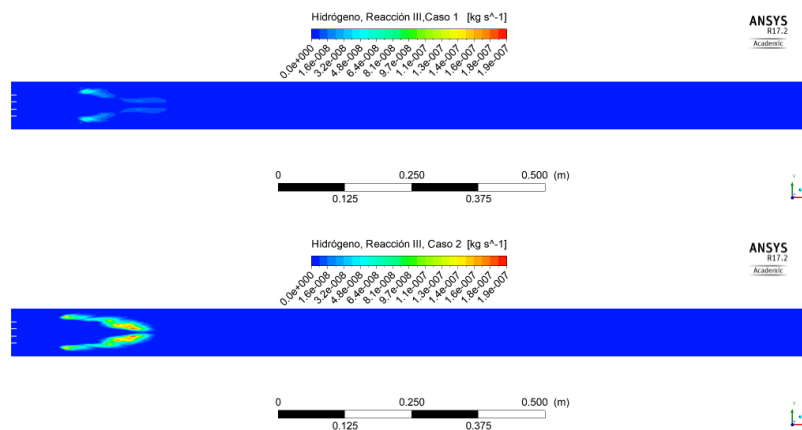 Hidrógeno, Reacción III,Caso 1 [kg s^-1]
ANSYS
R17.2
Academic
0.0e+000
1.6e-008
3.2e-008
4.8e-008
6.4e-008
8.1e-008
9.7e-008
1.1e-007
1.3e-007
1.4e-007
1.6e-007
1.8e-007
1.9e-007
0 0.250 0.500 (m)
0.125 0.375
Y
Hidrógeno, Reacción III, Caso 2 [kg s^-1]
ANSYS
R17.2
Academic
0.0e+000
1.6e-008
3.2e-008
4.8e-008
6.4e-008
8.1e-008
9.7e-008
1.1e-007
1.3e-007
1.4e-007
1.6e-007
1.8e-007
1.9e-007
0 0.250 0.500 (m)
0.125 0.375
Y